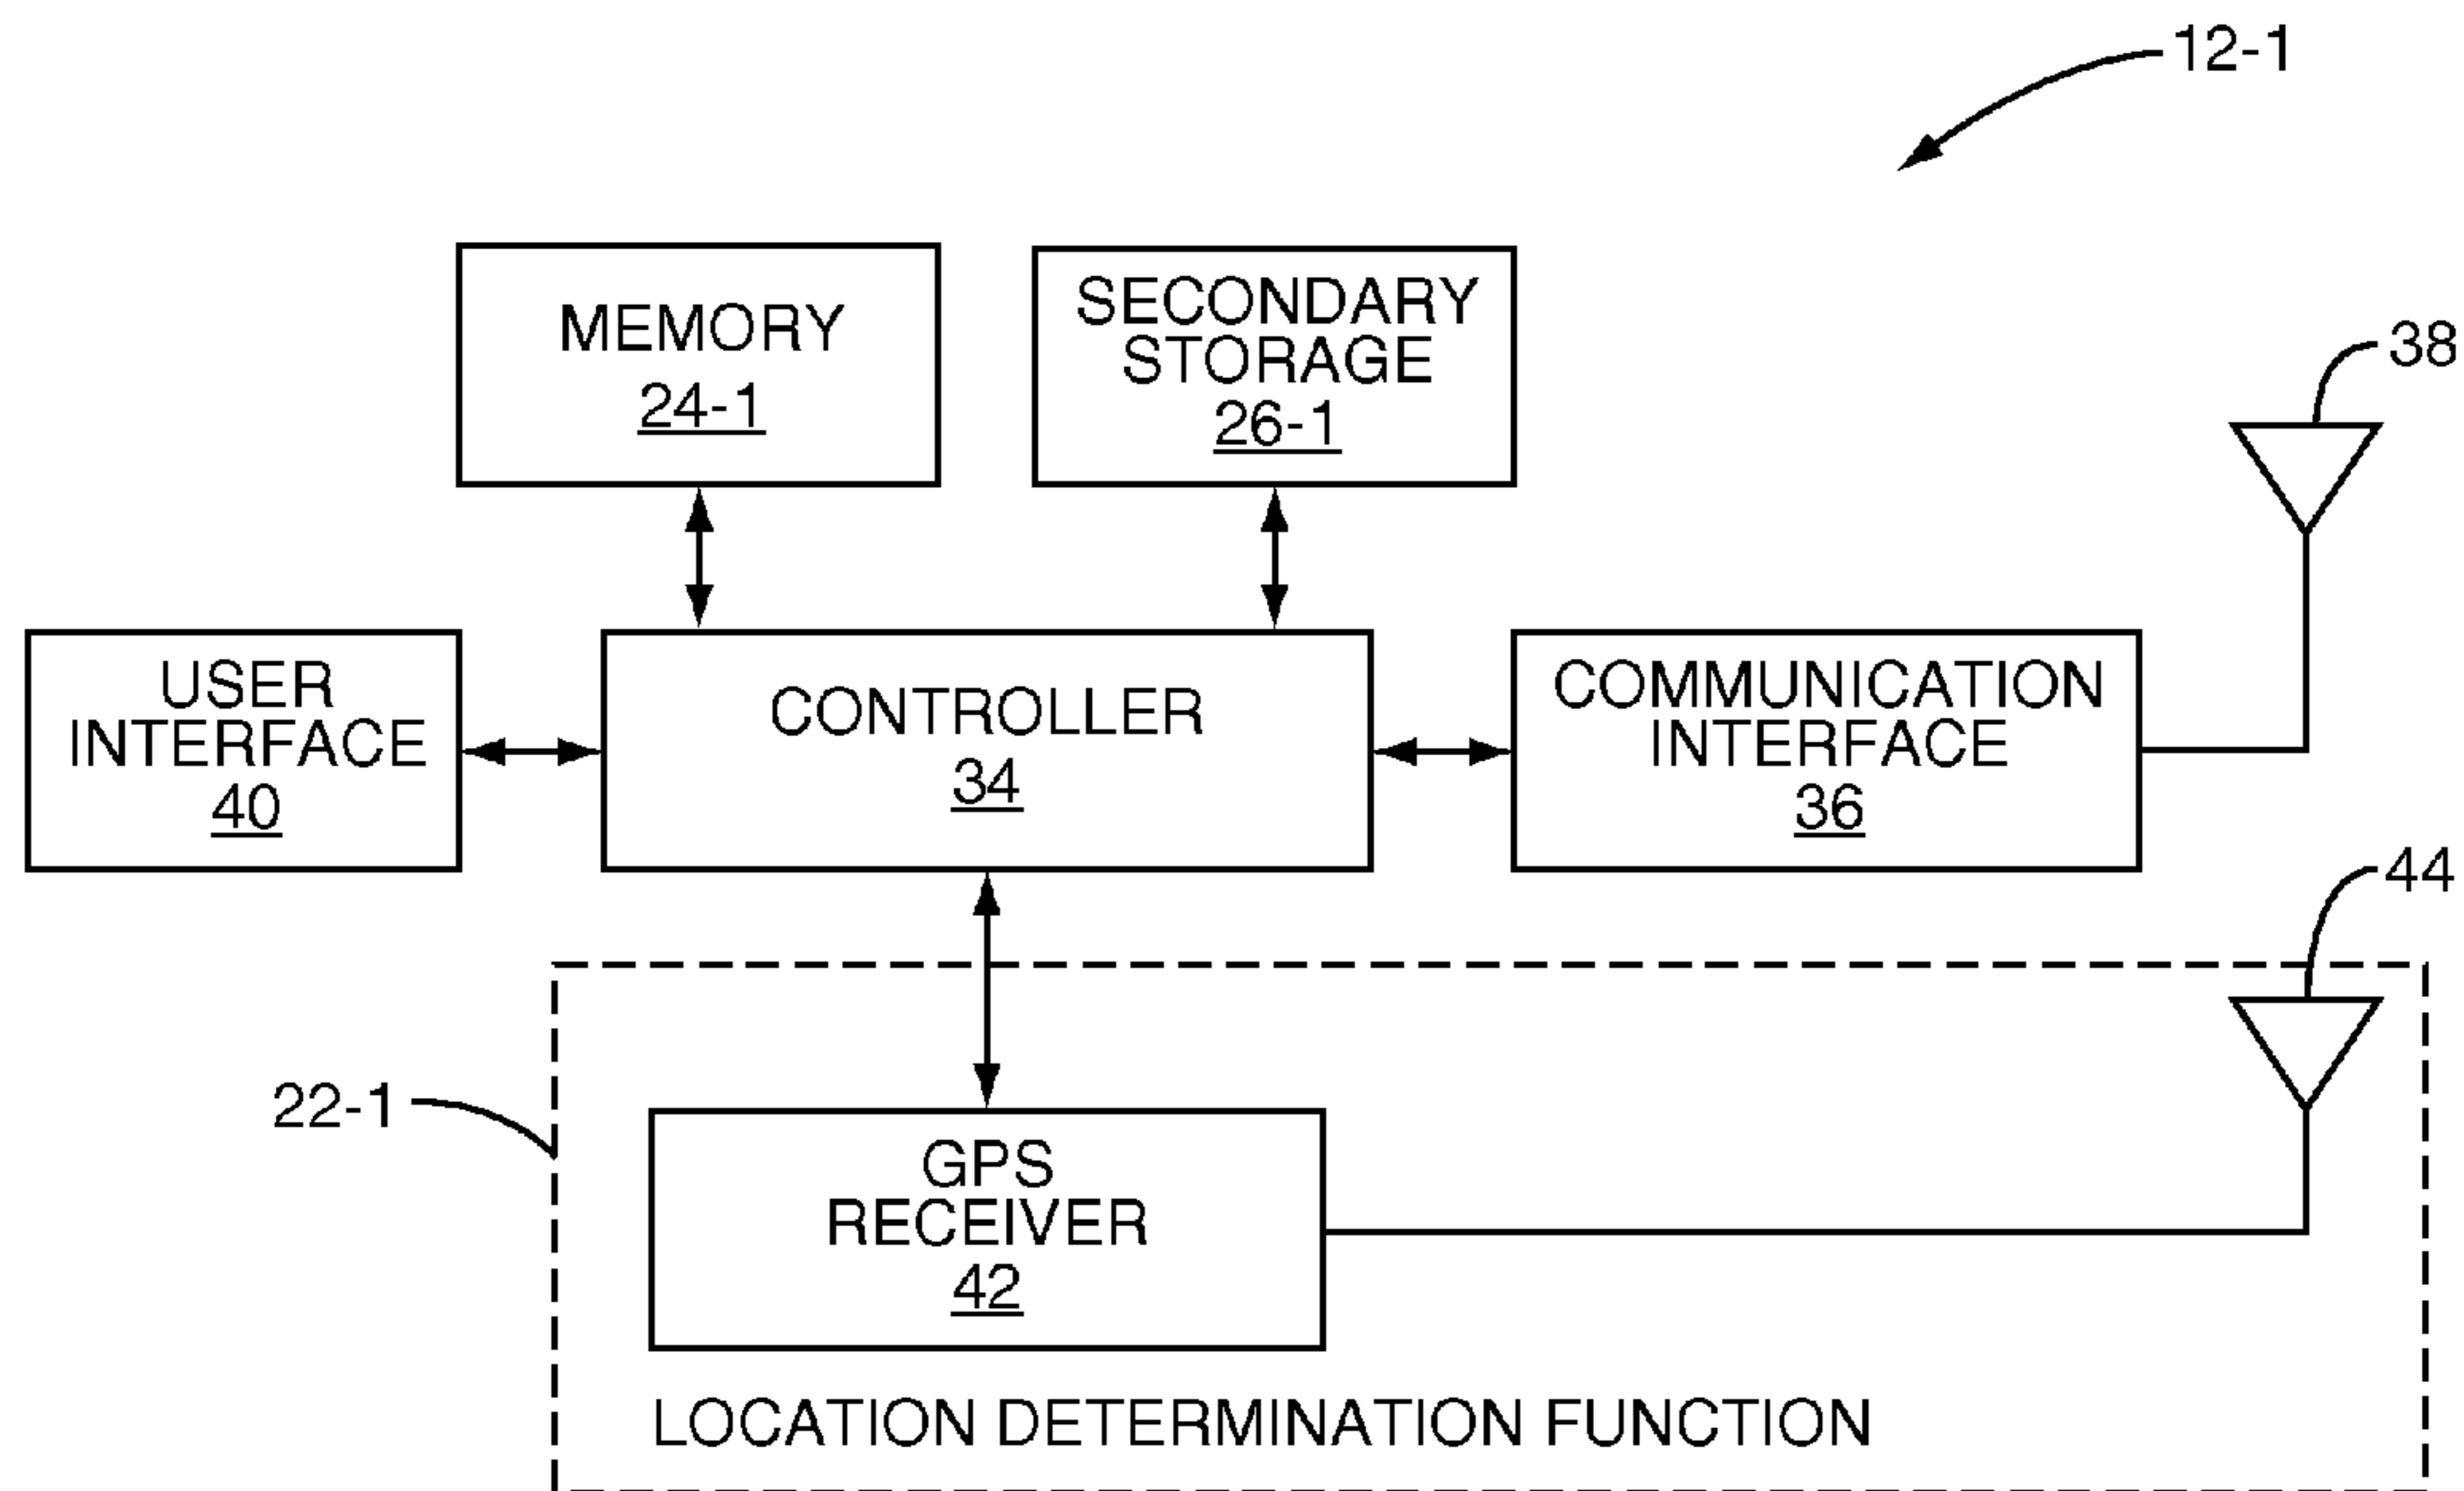 12-1
MEMORY
24-1
SECONDARY
STORAGE
26-1
38
USER
INTERFACE
40
CONTROLLER
34
COMMUNICATION
INTERFACE
36
44
22-1
GPS
RECEIVER
42
LOCATION DETERMINATION FUNCTION